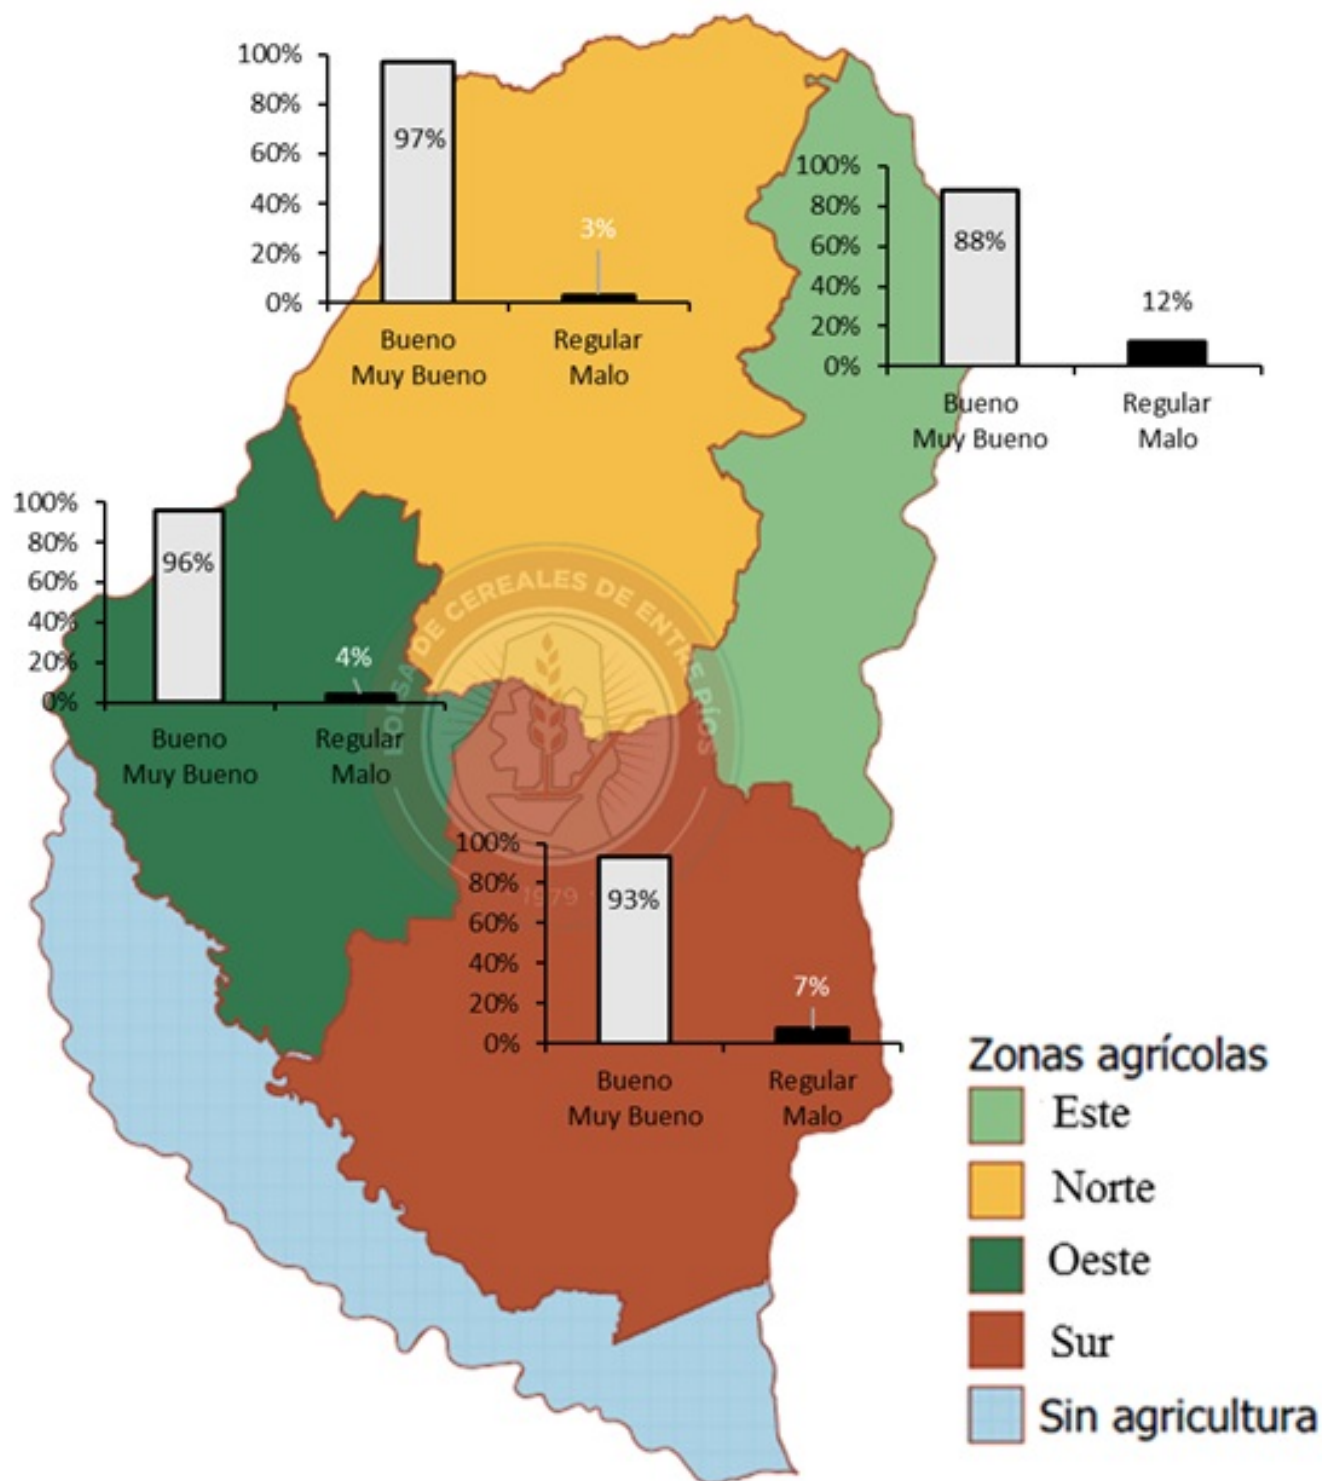 100%
80%
60%
40%
20%
0%
97%
3%
Bueno
Muy Bueno
Regular
Malo
100%
80%
60%
40%
20%
0%
88%
12%
Bueno
Muy Bueno
Regular
Malo
100%
80%
60%
40%
20%
0%
96%
4%
Bueno
Muy Bueno
Regular
Malo
BOLSA DE CEREALES DE ENTRE RÍOS
1979
100%
80%
60%
40%
20%
0%
93%
7%
Bueno
Muy Bueno
Regular
Malo
Zonas agrícolas
Este
Norte
Oeste
Sur
Sin agricultura